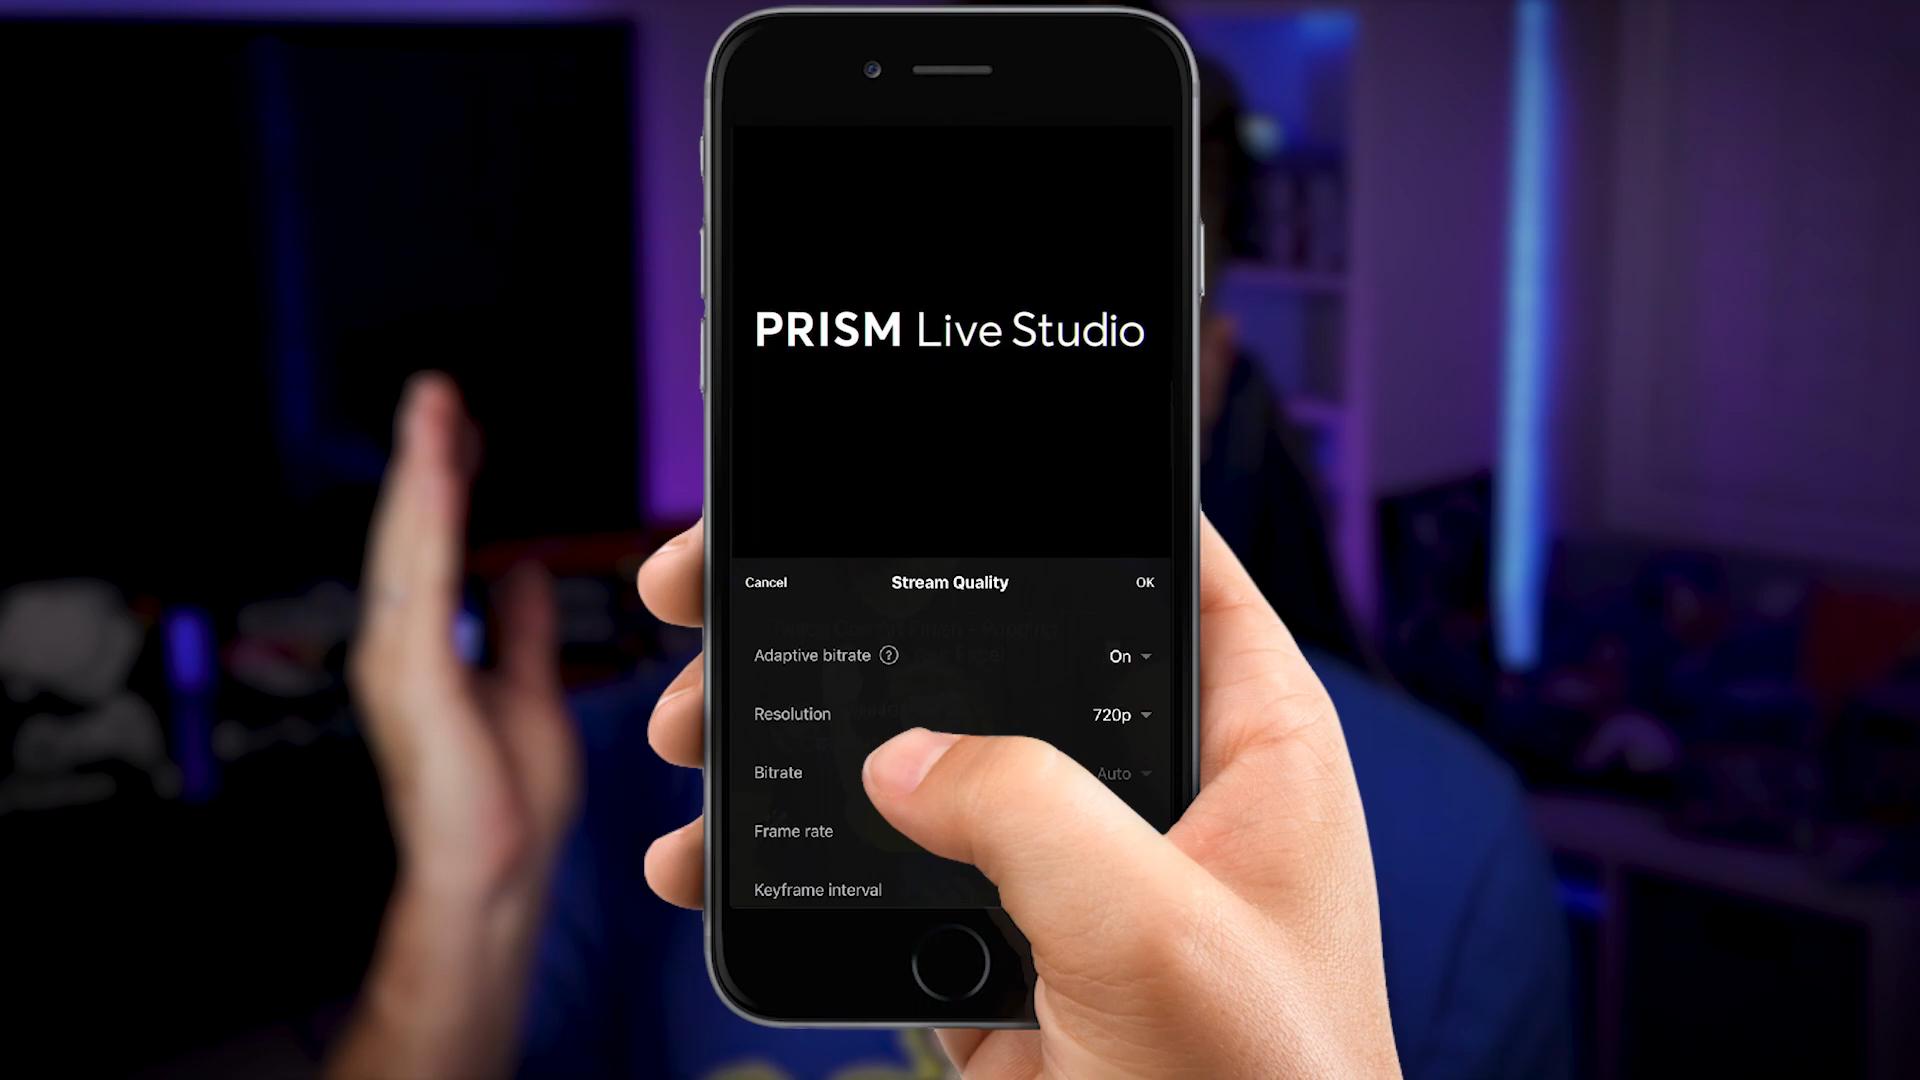 PRISM Live Studio
Cancel Stream Quality OK
Adaptive bitrate ? On
Resolution 720p
Bitrate Auto
Frame rate
Keyframe interval